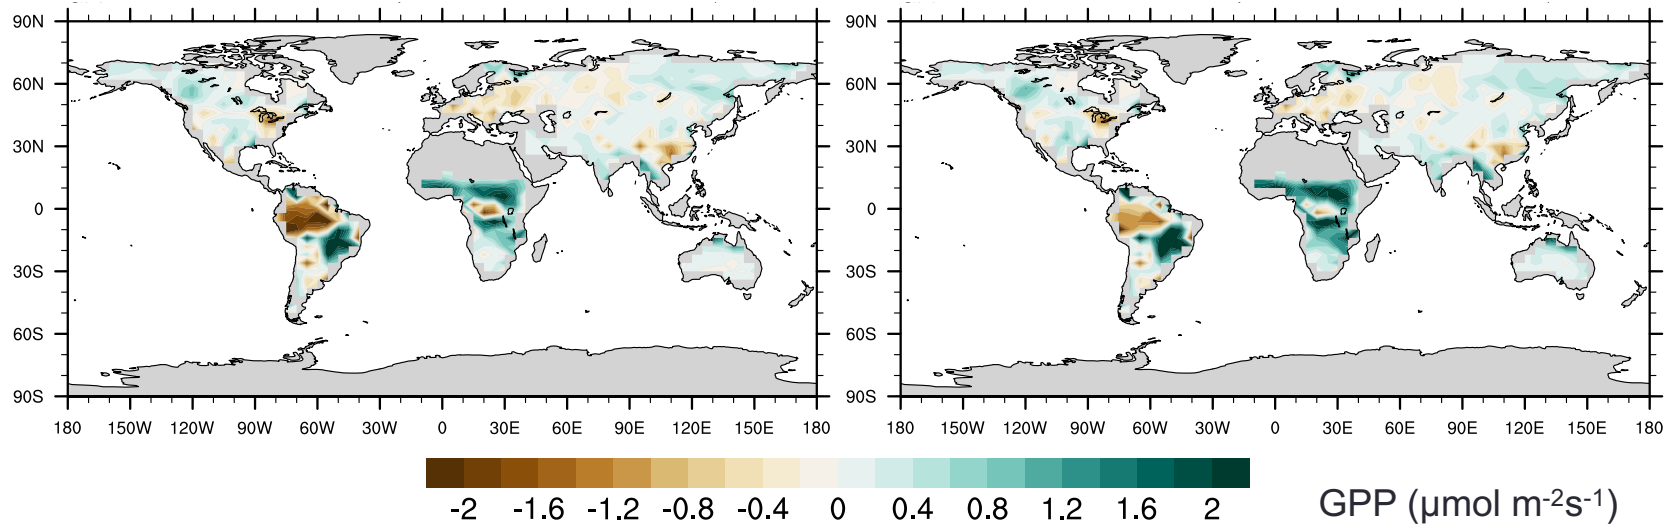 90N 90N
60N 60N
30N 30N
0 0
30S 30S
60S 60S
90S 90S
180 150W 120W 90W 60W 30W 0 30E 60E 90E 120E 150E 180 180 150W 120W 90W 60W 30W 0 30E 60E 90E 120E 150E 180
-2 -1.6 -1.2 -0.8 -0.4 0 0.4 0.8 1.2 1.6 2 GPP (μmol m-2s-1)